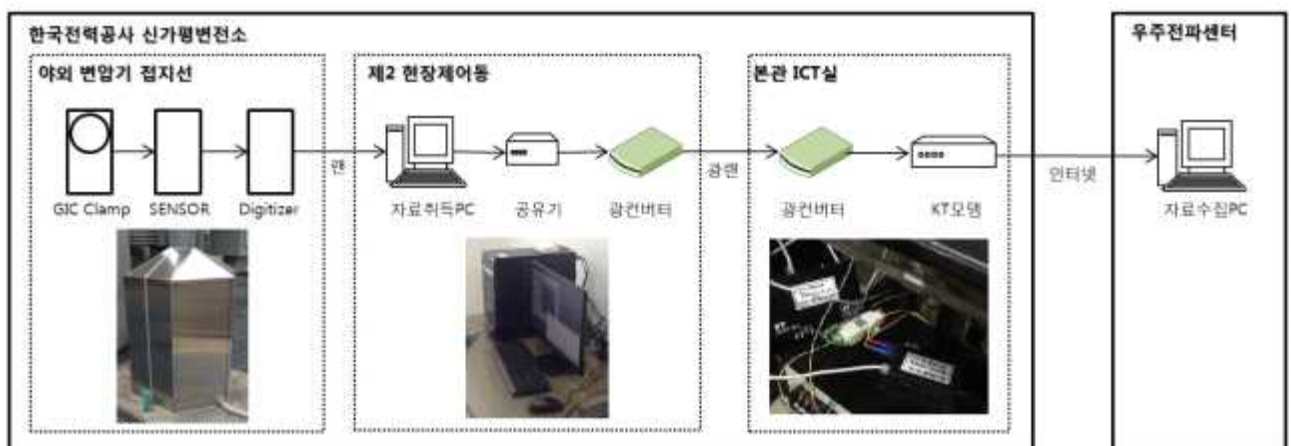 한국전력공사 신가평변전소
우주전파센터
야외 변압기 접지선
제2 현장제어동
본관 ICT실
랜
광랜
인터넷
GIC Clamp
SENSOR
Digitizer
자료취득PC
공유기
광컨버터
광컨버터
KT모뎀
자료수집PC